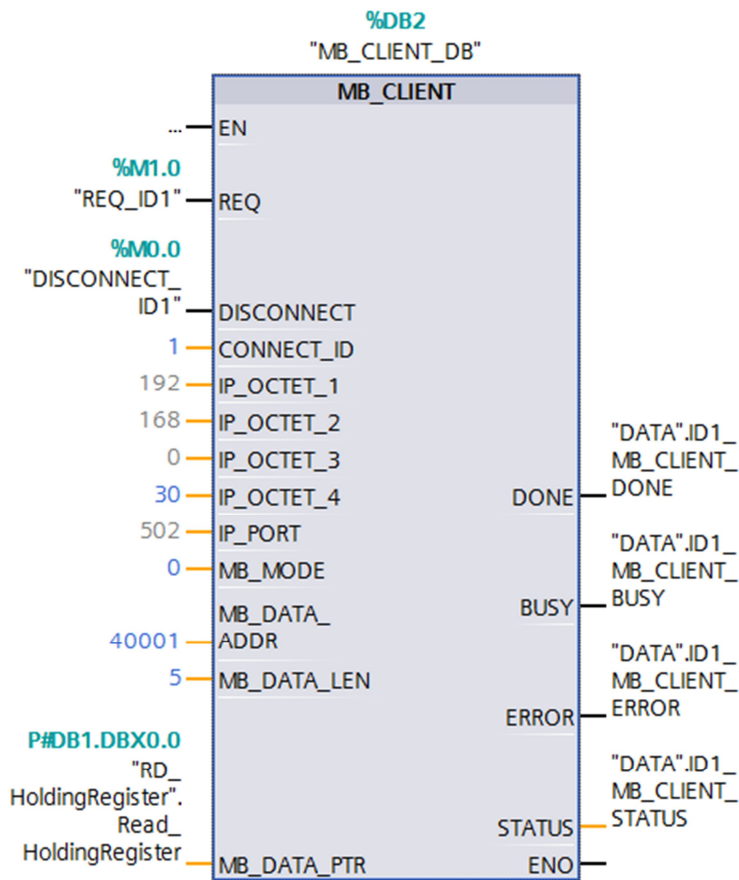 %DB2
"MB_CLIENT_DB"
MB_CLIENT
...
EN
%M1.0
"REQ_ID1"
REQ
%M0.0
"DISCONNECT_
ID1"
DISCONNECT
1
CONNECT_ID
192
IP_OCTET_1
168
IP_OCTET_2
0
IP_OCTET_3
30
IP_OCTET_4
502
IP_PORT
0
MB_MODE
MB_DATA_
40001
ADDR
5
MB_DATA_LEN
P#DB1.DBX0.0
"RD_
HoldingRegister".
Read_
HoldingRegister
MB_DATA_PTR
"DATA".ID1_
MB_CLIENT_
DONE
DONE
"DATA".ID1_
MB_CLIENT_
BUSY
BUSY
"DATA".ID1_
MB_CLIENT_
ERROR
ERROR
"DATA".ID1_
MB_CLIENT_
STATUS
STATUS
ENO